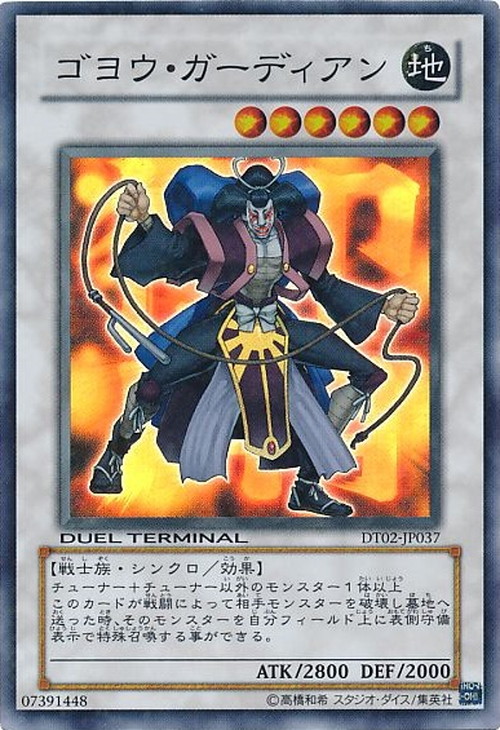 ゴヨウ・ガーディアン
地
DUEL TERMINAL
DT02-JP037
【戦士族・シンクロ/効果】
チューナー+チューナー以外のモンスター1体以上
このカードが戦闘によって相手モンスターを破壊し墓地へ
送った時、そのモンスターを自分フィールド上に表側守備
表示で特殊召喚する事ができる。
ATK/2800 DEF/2000
07391448
©高橋和希 スタジオ・ダイス/集英社